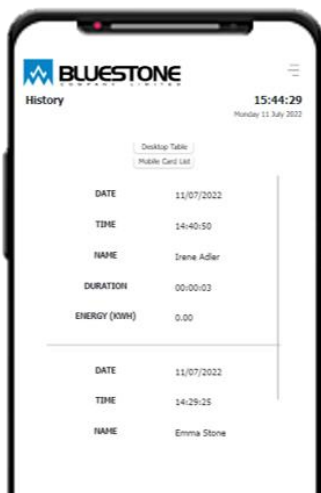 BLUESTONE
COMPANY LIMITED
History 15:44:29
Monday 11 July 2022
Desktop Table
Mobile Card List
DATE 11/07/2022
TIME 14:40:50
NAME Irene Adler
DURATION 00:00:03
ENERGY (KWH) 0.00
DATE 11/07/2022
TIME 14:29:25
NAME Emma Stone